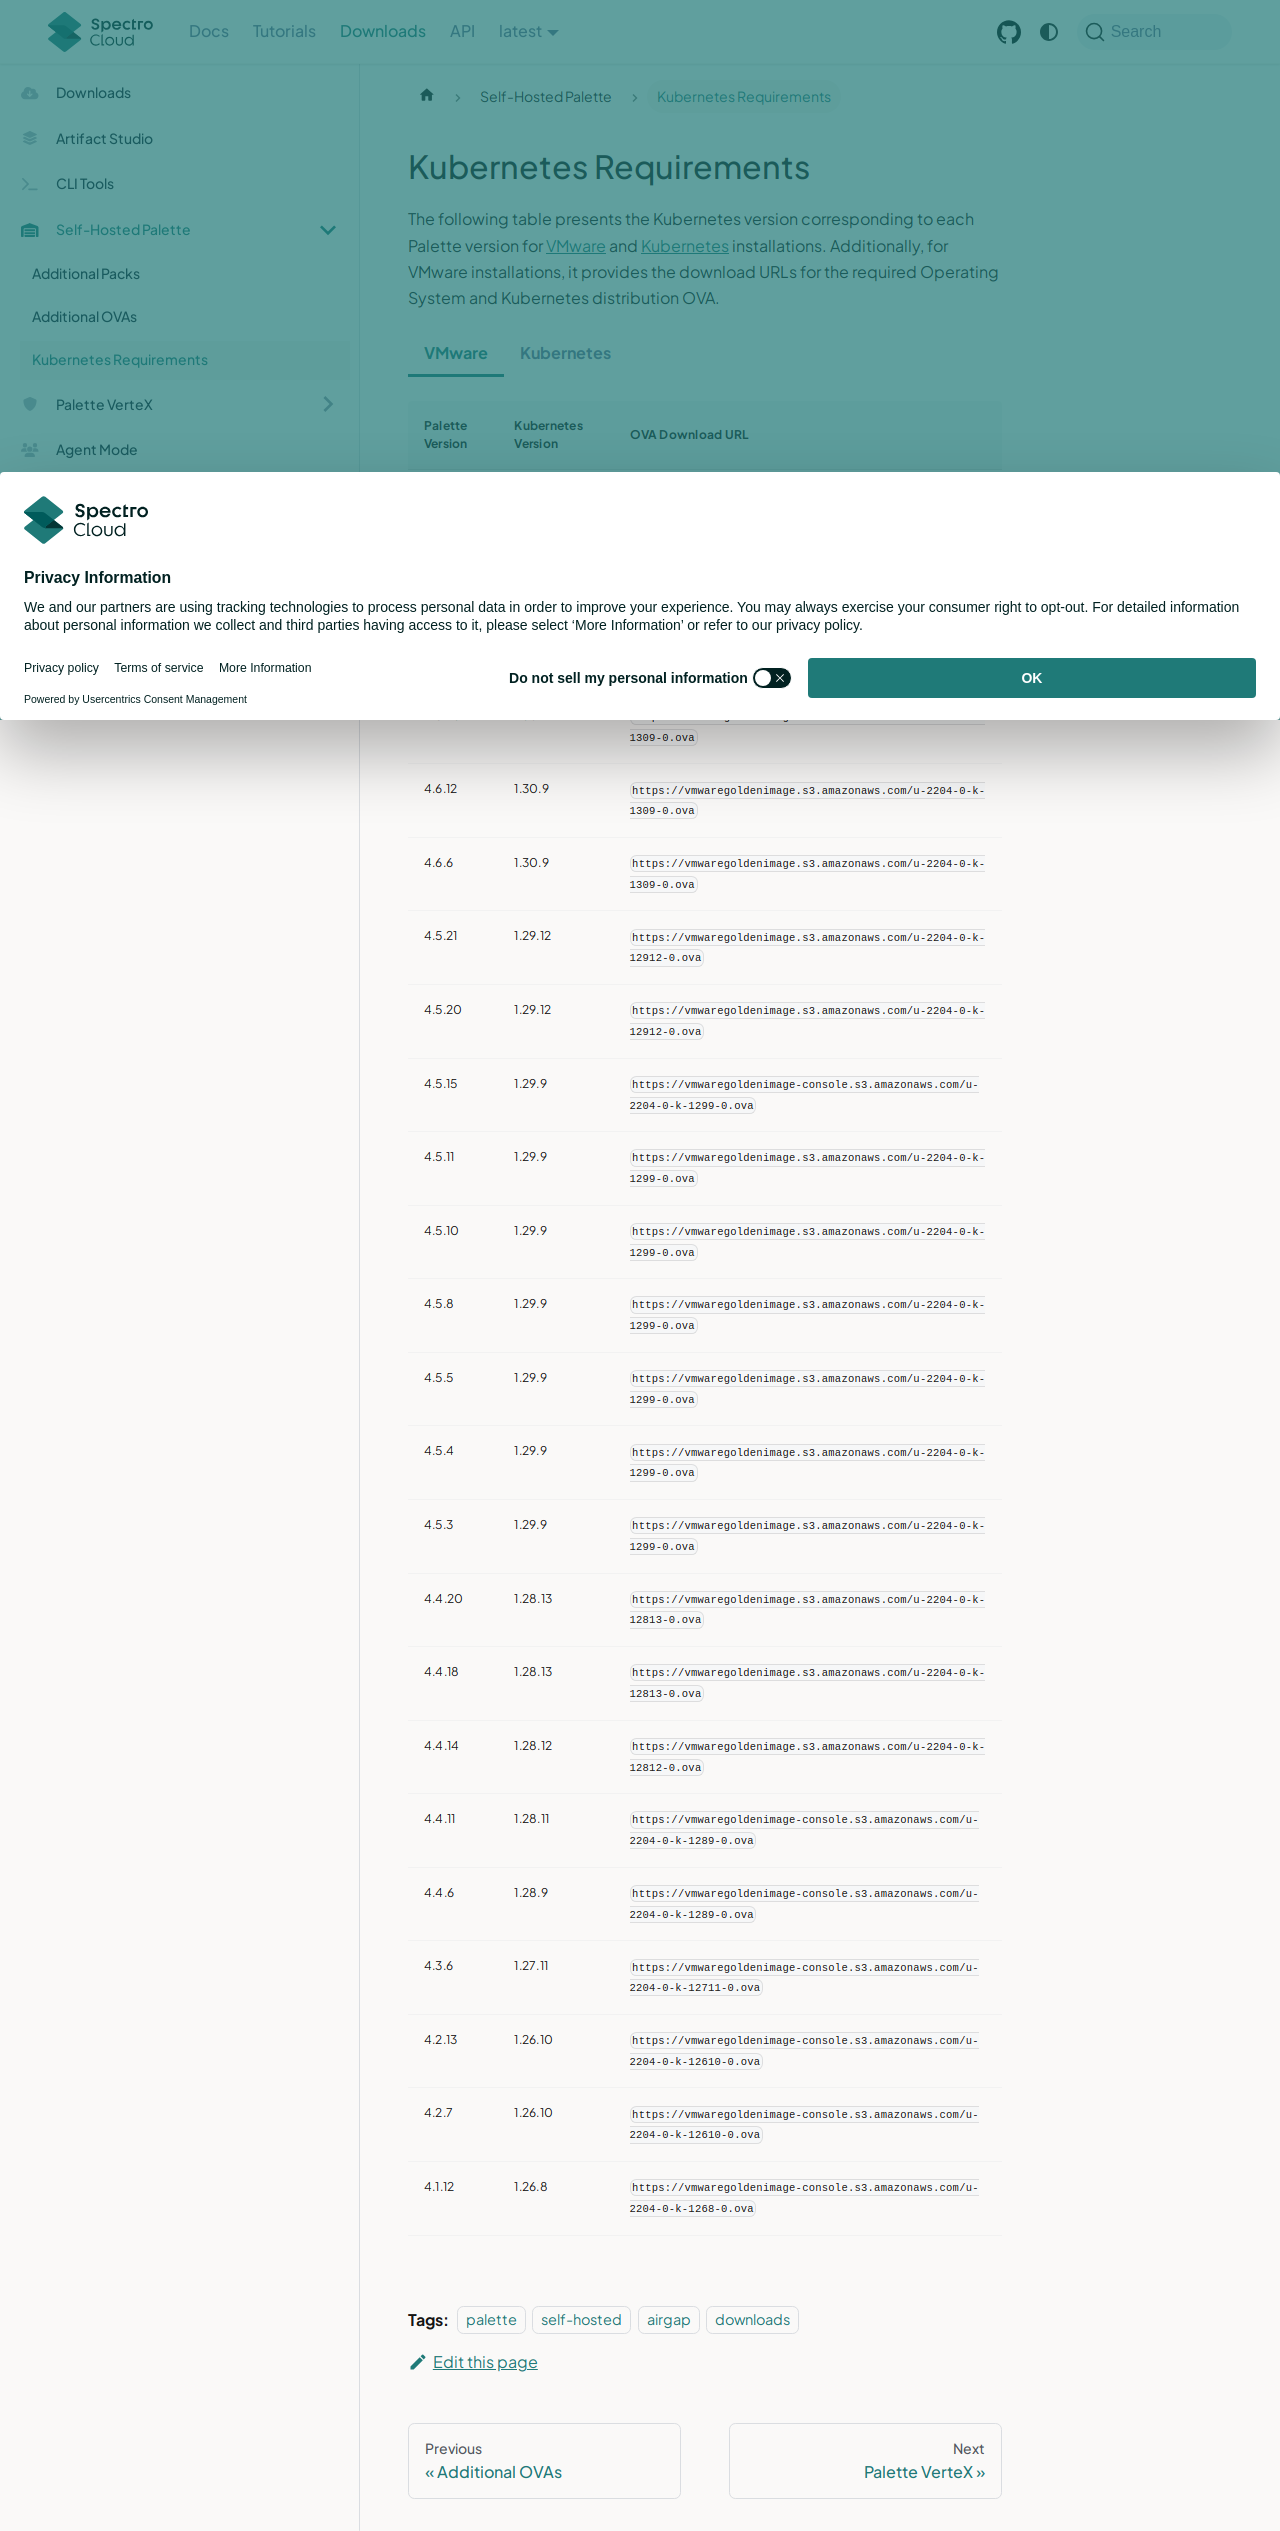 Spectro Cloud
Docs
Tutorials
Downloads
API
latest
Search
Downloads
Artifact Studio
CLI Tools
Self-Hosted Palette
Additional Packs
Additional OVAs
Kubernetes Requirements
Palette VerteX
Agent Mode
Self-Hosted Palette
Kubernetes Requirements
Kubernetes Requirements
The following table presents the Kubernetes version corresponding to each
Palette version for VMware and Kubernetes installations. Additionally, for
VMware installations, it provides the download URLs for the required Operating
System and Kubernetes distribution OVA.
VMware
Kubernetes
Palette Version
Kubernetes Version
OVA Download URL
Spectro Cloud
Privacy Information
We and our partners are using tracking technologies to process personal data in order to improve your experience. You may always exercise your consumer right to opt-out. For detailed information
about personal information we collect and third parties having access to it, please select ‘More Information’ or refer to our privacy policy.
Privacy policy
Terms of service
More Information
Powered by Usercentrics Consent Management
Do not sell my personal information
OK
1309-0.ova
4.6.12 1.30.9 https://vmwaregoldenimage.s3.amazonaws.com/u-2204-0-k-
1309-0.ova
4.6.6 1.30.9 https://vmwaregoldenimage.s3.amazonaws.com/u-2204-0-k-
1309-0.ova
4.5.21 1.29.12 https://vmwaregoldenimage.s3.amazonaws.com/u-2204-0-k-
12912-0.ova
4.5.20 1.29.12 https://vmwaregoldenimage.s3.amazonaws.com/u-2204-0-k-
12912-0.ova
4.5.15 1.29.9 https://vmwaregoldenimage-console.s3.amazonaws.com/u-
2204-0-k-1299-0.ova
4.5.11 1.29.9 https://vmwaregoldenimage.s3.amazonaws.com/u-2204-0-k-
1299-0.ova
4.5.10 1.29.9 https://vmwaregoldenimage.s3.amazonaws.com/u-2204-0-k-
1299-0.ova
4.5.8 1.29.9 https://vmwaregoldenimage.s3.amazonaws.com/u-2204-0-k-
1299-0.ova
4.5.5 1.29.9 https://vmwaregoldenimage.s3.amazonaws.com/u-2204-0-k-
1299-0.ova
4.5.4 1.29.9 https://vmwaregoldenimage.s3.amazonaws.com/u-2204-0-k-
1299-0.ova
4.5.3 1.29.9 https://vmwaregoldenimage.s3.amazonaws.com/u-2204-0-k-
1299-0.ova
4.4.20 1.28.13 https://vmwaregoldenimage.s3.amazonaws.com/u-2204-0-k-
12813-0.ova
4.4.18 1.28.13 https://vmwaregoldenimage.s3.amazonaws.com/u-2204-0-k-
12813-0.ova
4.4.14 1.28.12 https://vmwaregoldenimage.s3.amazonaws.com/u-2204-0-k-
12812-0.ova
4.4.11 1.28.11 https://vmwaregoldenimage-console.s3.amazonaws.com/u-
2204-0-k-1289-0.ova
4.4.6 1.28.9 https://vmwaregoldenimage-console.s3.amazonaws.com/u-
2204-0-k-1289-0.ova
4.3.6 1.27.11 https://vmwaregoldenimage-console.s3.amazonaws.com/u-
2204-0-k-12711-0.ova
4.2.13 1.26.10 https://vmwaregoldenimage-console.s3.amazonaws.com/u-
2204-0-k-12610-0.ova
4.2.7 1.26.10 https://vmwaregoldenimage-console.s3.amazonaws.com/u-
2204-0-k-12610-0.ova
4.1.12 1.26.8 https://vmwaregoldenimage-console.s3.amazonaws.com/u-
2204-0-k-1268-0.ova
Tags: palette self-hosted airgap downloads
Edit this page
Previous
« Additional OVAs
Next
Palette VerteX »